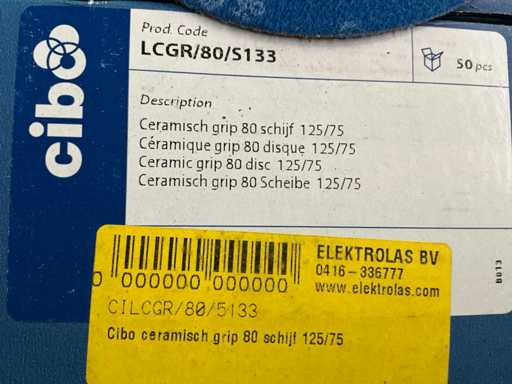 cibo
Prod. Code
LCGR/80/S133
50 pcs
Description
Ceramisch grip 80 schijf 125/75
Céramique grip 80 disque 125/75
Ceramic grip 80 disc 125/75
Ceramisch grip 80 Scheibe 125/75
B013
ELEKTROLAS BV
0416-336777
www.elektrolas.com
0 000000 000000
CILCGR/80/5133
Cibo ceramisch grip 80 schijf 125/75